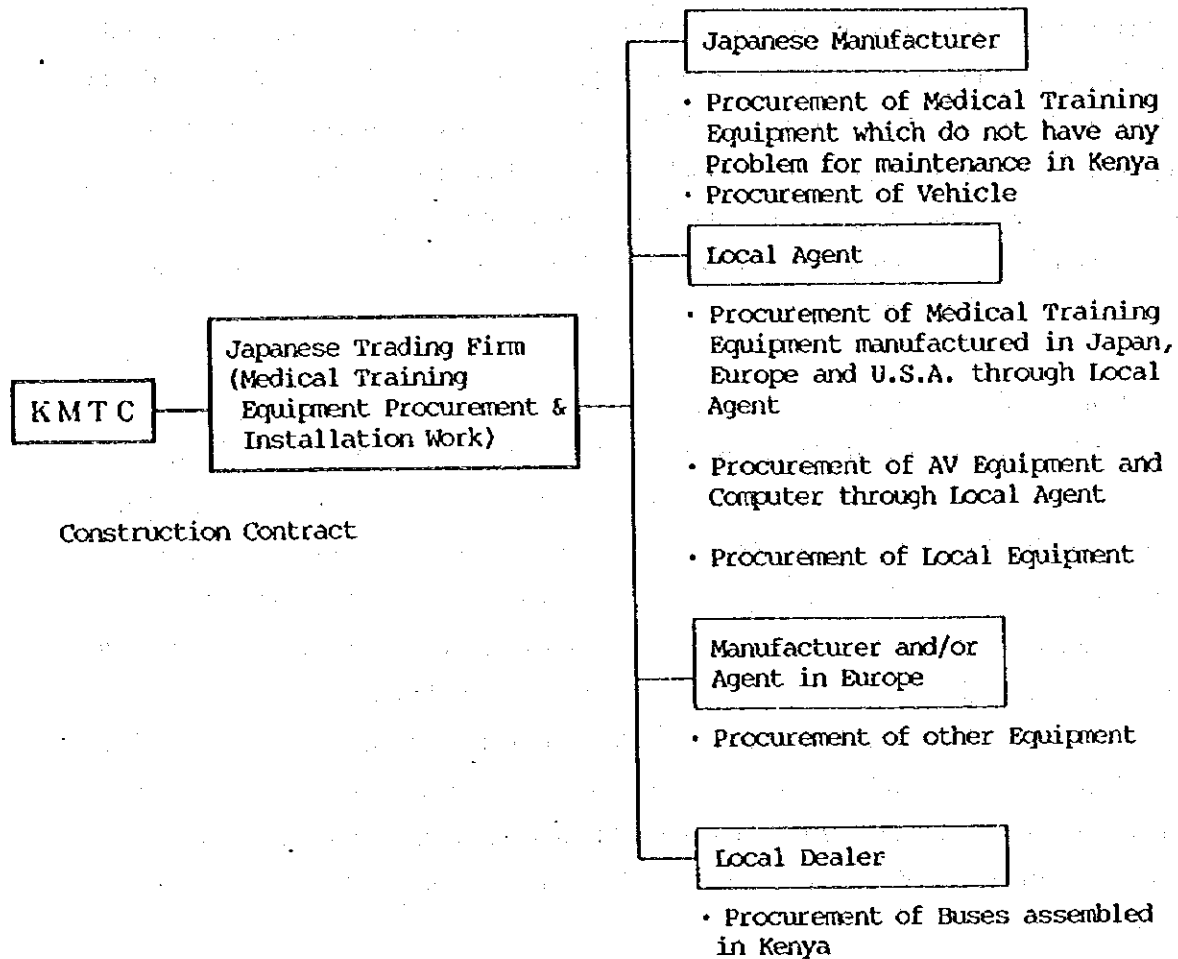 KMTC
Japanese Trading Firm
(Medical Training
Equipment Procurement &
Installation Work)
Construction Contract
Japanese Manufacturer
· Procurement of Medical Training
Equipment which do not have any
Problem for maintenance in Kenya
· Procurement of Vehicle
Local Agent
· Procurement of Medical Training
Equipment manufactured in Japan,
Europe and U.S.A. through Local
Agent
· Procurement of AV Equipment and
Computer through Local Agent
· Procurement of Local Equipment
Manufacturer and/or
Agent in Europe
· Procurement of other Equipment
Local Dealer
· Procurement of Buses assembled
in Kenya